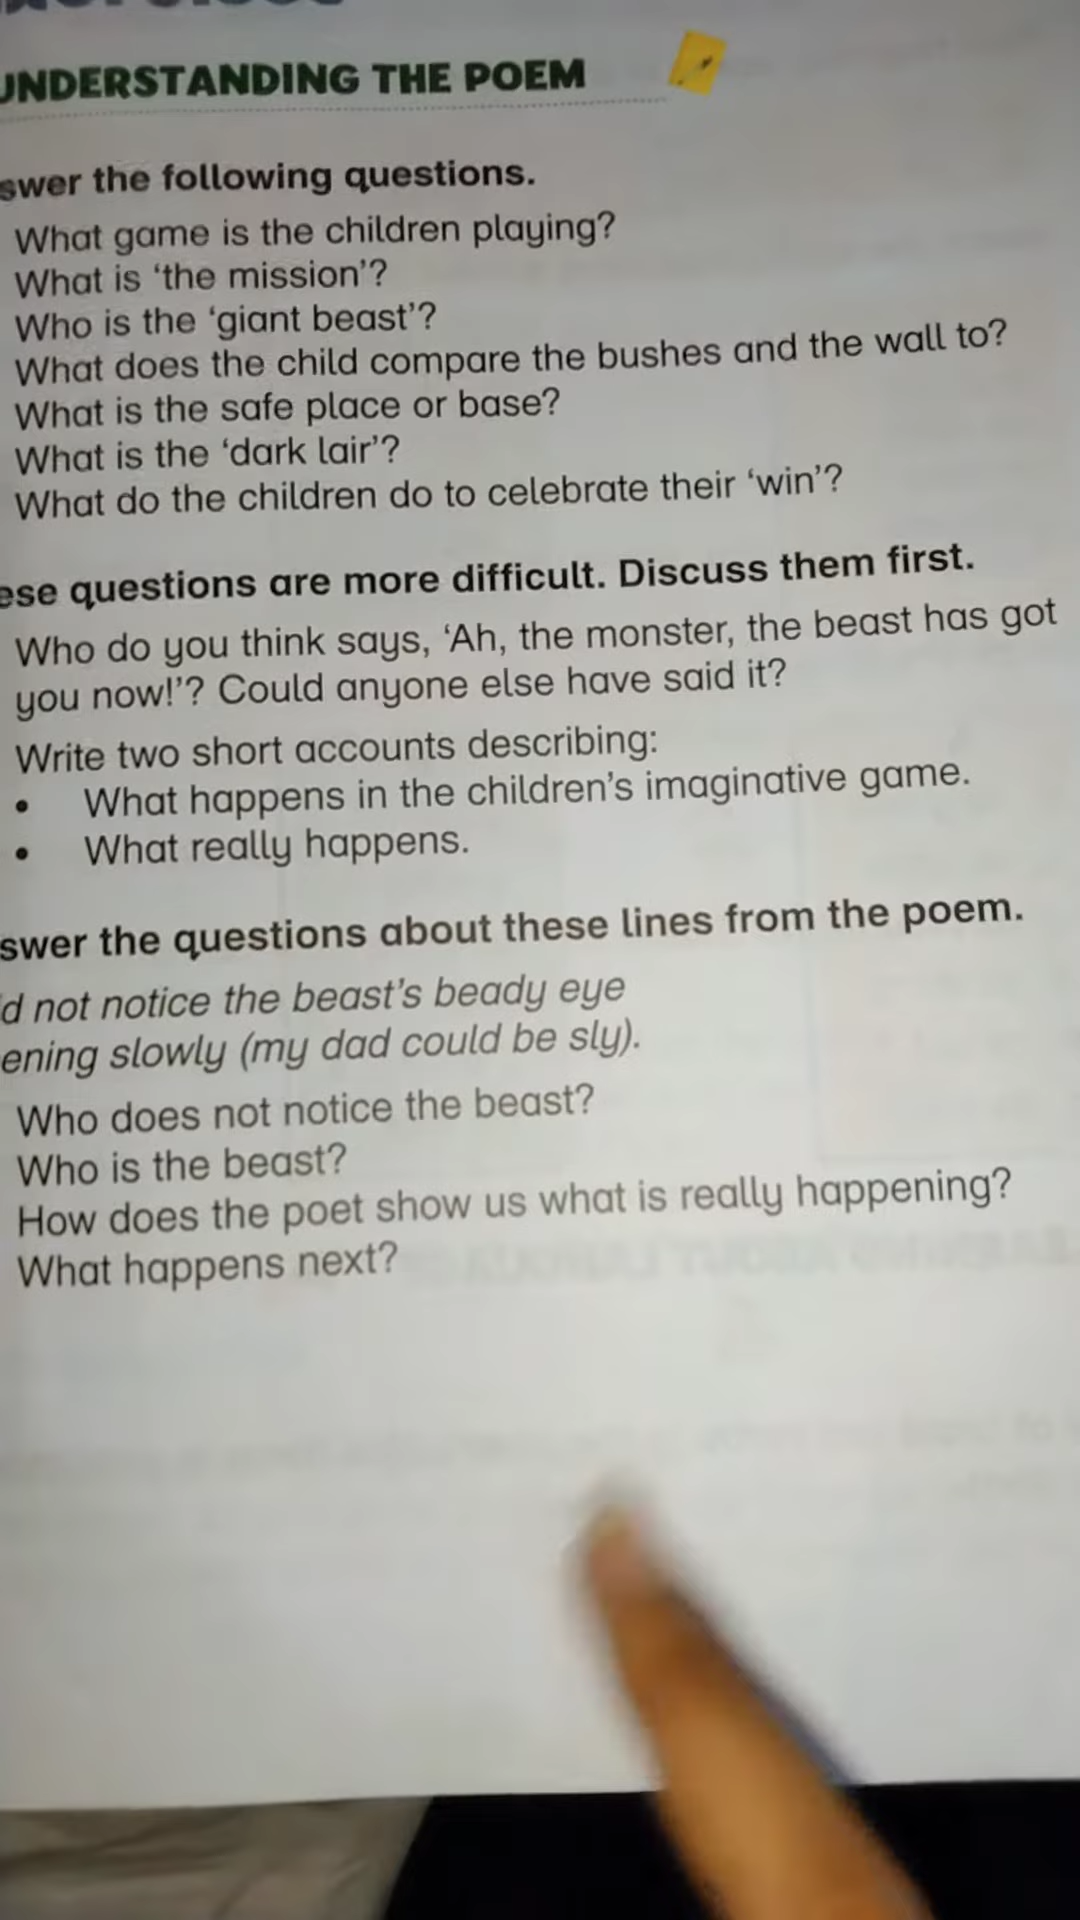 UNDERSTANDING THE POEM
swer the following questions.
What game is the children playing?
What is ‘the mission’?
Who is the ‘giant beast’?
What does the child compare the bushes and the wall to?
What is the safe place or base?
What is the ‘dark lair’?
What do the children do to celebrate their ‘win’?
ese questions are more difficult. Discuss them first.
Who do you think says, ‘Ah, the monster, the beast has got
you now!’? Could anyone else have said it?
Write two short accounts describing:
• What happens in the children’s imaginative game.
• What really happens.
swer the questions about these lines from the poem.
d not notice the beast’s beady eye
ening slowly (my dad could be sly).
Who does not notice the beast?
Who is the beast?
How does the poet show us what is really happening?
What happens next?